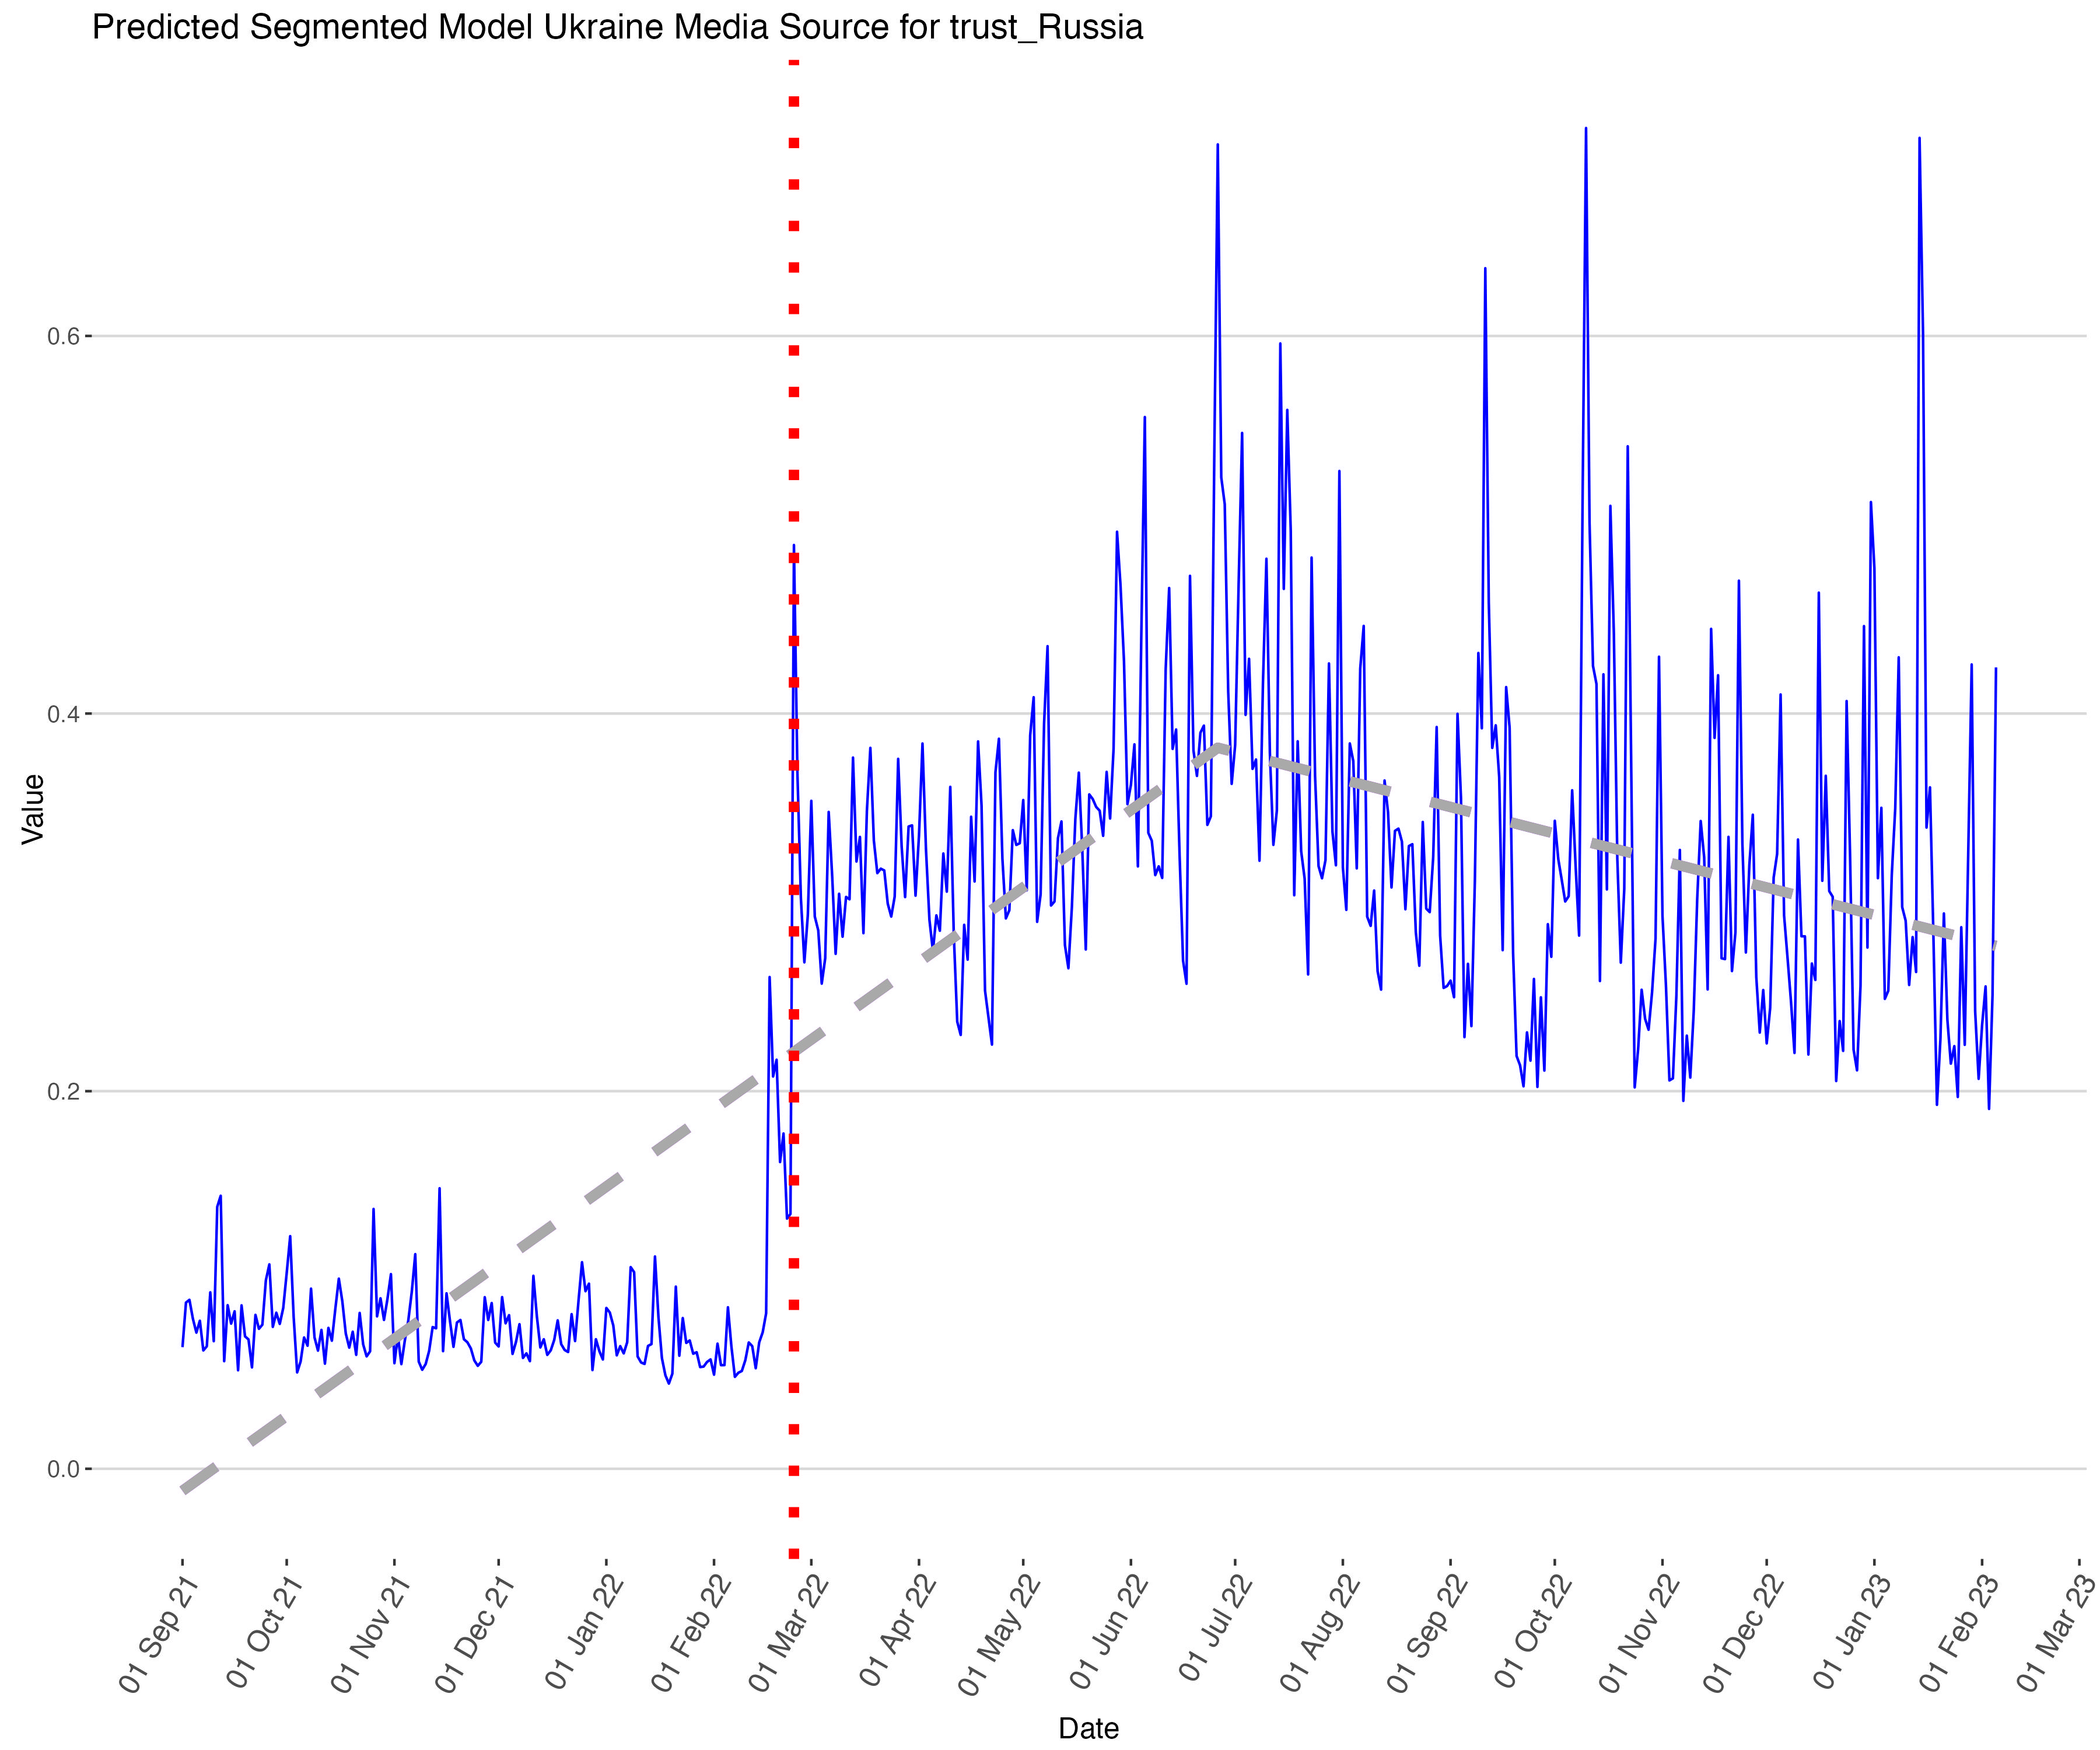 Predicted Segmented Model Ukraine Media Source for trust_Russia
Value
0.6
0.4
0.2
0.0
01 Sep 21
01 Oct 21
01 Nov 21
01 Dec 21
01 Jan 22
01 Feb 22
01 Mar 22
01 Apr 22
01 May 22
01 Jun 22
01 Jul 22
01 Aug 22
01 Sep 22
01 Oct 22
01 Nov 22
01 Dec 22
01 Jan 23
01 Feb 23
01 Mar 23
Date